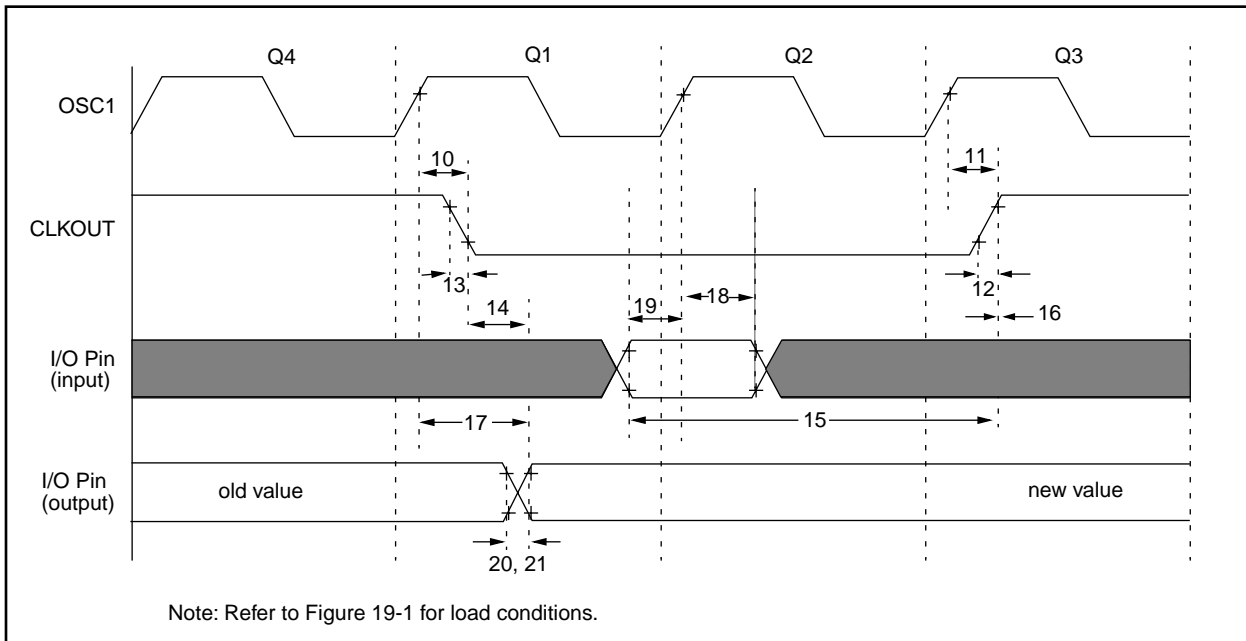 Q4 Q1 Q2 Q3
OSC1
10 11
CLKOUT
13 12
19 18
14 16
I/O Pin
(input)
17 15
I/O Pin
(output)
old value new value
20, 21
Note: Refer to Figure 19-1 for load conditions.